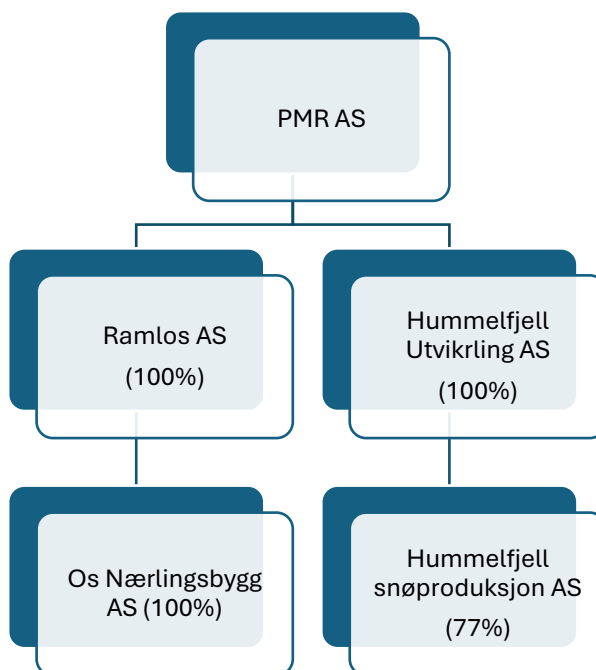 PMR AS
Ramlos AS
(100%)
Hummelfjell
Utvikrling AS
(100%)
Os Nærlingsbygg
AS (100%)
Hummelfjell
snøproduksjon AS
(77%)